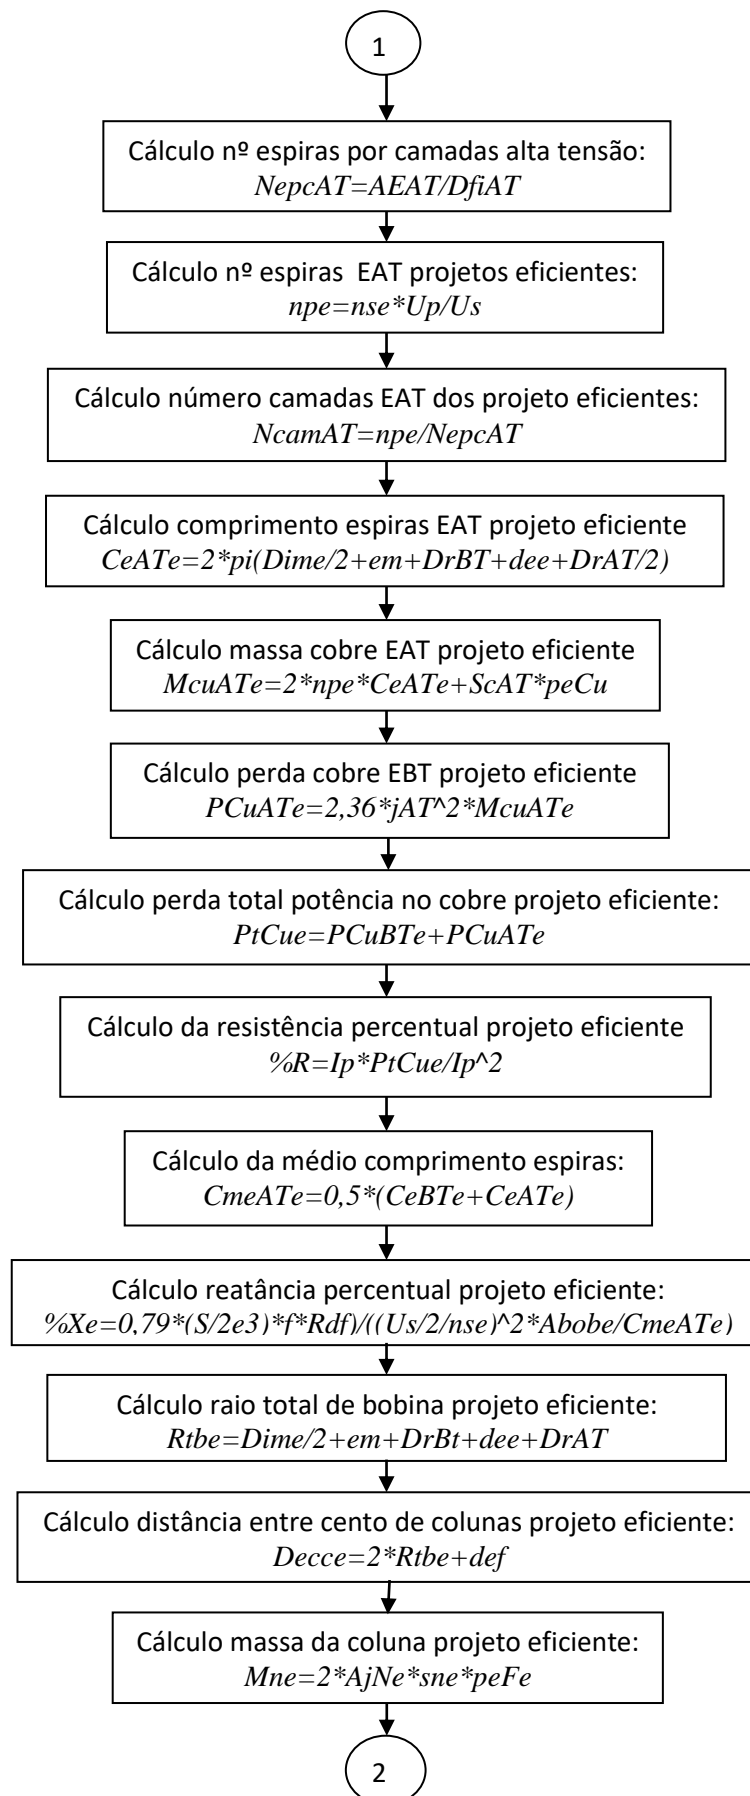 1
Cálculo nº espiras por camadas alta tensão:
NepcAT=AEAT/DfiAT
Cálculo nº espiras EAT projetos eficientes:
npe=nse*Up/Us
Cálculo número camadas EAT dos projeto eficientes:
NcamAT=npe/NepcAT
Cálculo comprimento espiras EAT projeto eficiente
CeATe=2*pi(Dime/2+em+DrBT+dee+DrAT/2)
Cálculo massa cobre EAT projeto eficiente
McuATe=2*npe*CeATe+ScAT*peCu
Cálculo perda cobre EBT projeto eficiente
PCuATe=2,36*jAT^2*McuATe
Cálculo perda total potência no cobre projeto eficiente:
PtCue=PCuBTe+PCuATe
Cálculo da resistência percentual projeto eficiente
%R=Ip*PtCue/Ip^2
Cálculo da médio comprimento espiras:
CmeATe=0,5*(CeBTe+CeATe)
Cálculo reatância percentual projeto eficiente:
%Xe=0,79*(S/2e3)*f*Rdf)/((Us/2/nse)^2*Abobe/CmeATe)
Cálculo raio total de bobina projeto eficiente:
Rtbe=Dime/2+em+DrBt+dee+DrAT
Cálculo distância entre cento de colunas projeto eficiente:
Decce=2*Rtbe+def
Cálculo massa da coluna projeto eficiente:
Mne=2*AjNe*sne*peFe
2